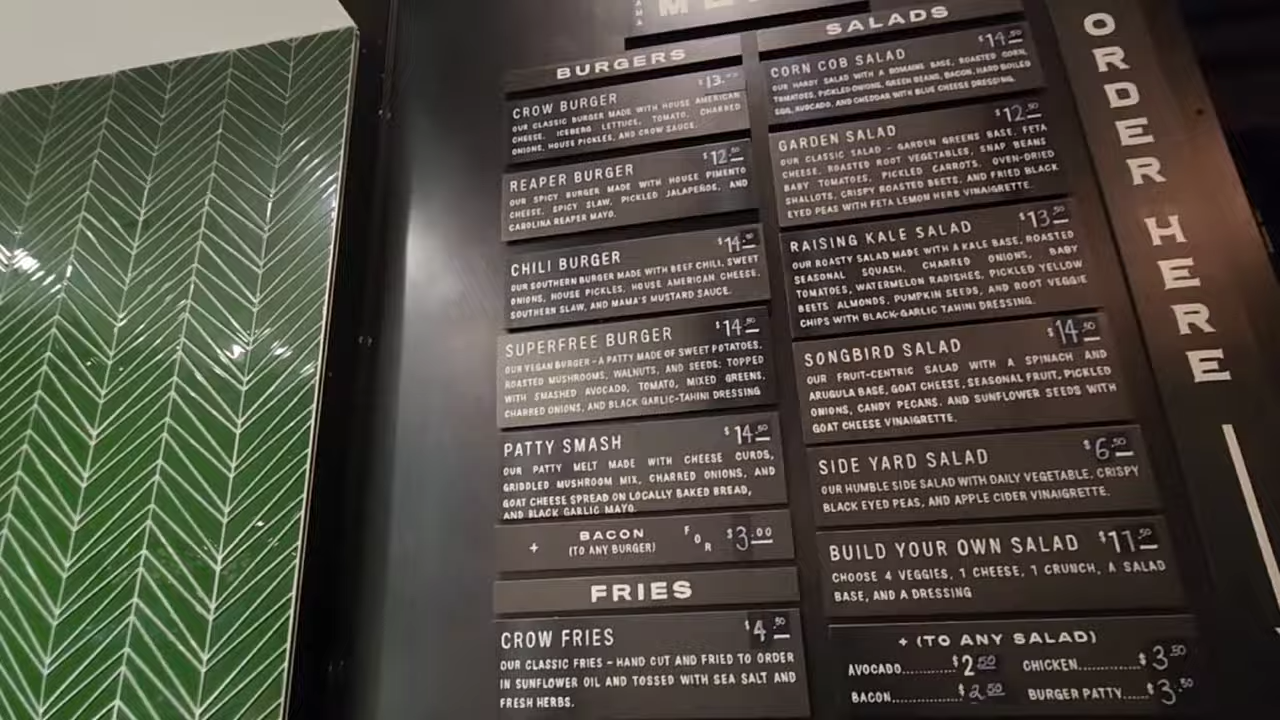 BURGERS
CROW BURGER
OUR CLASSIC BURGER MADE WITH HOUSE AMERICAN
CHEESE, ICEBERG LETTUCE, TOMATO, CHARRED
ONIONS, HOUSE PICKLES, AND CROW SAUCE.
REAPER BURGER $12.50
OUR SPICY BURGER MADE WITH HOUSE PIMENTO
CHEESE, SPICY SLAW, PICKLED JALAPEÑOS, AND
CAROLINA REAPER MAYO.
CHILI BURGER $14.50
OUR SOUTHERN BURGER MADE WITH BEEF CHILI, SWEET
ONIONS, HOUSE PICKLES, HOUSE AMERICAN CHEESE,
SOUTHERN SLAW, AND MAMA'S MUSTARD SAUCE.
SUPERFREE BURGER $14.50
OUR VEGAN BURGER – A PATTY MADE OF SWEET POTATOES,
ROASTED MUSHROOMS, WALNUTS, AND SEEDS; TOPPED
WITH SMASHED AVOCADO, TOMATO, MIXED GREENS,
CHARRED ONIONS, AND BLACK GARLIC-TAHINI DRESSING
PATTY SMASH $14.50
OUR PATTY MELT MADE WITH CHEESE CURDS,
GRIDDLED MUSHROOM MIX, CHARRED ONIONS, AND
GOAT CHEESE SPREAD ON LOCALLY BAKED BREAD,
AND BLACK GARLIC MAYO.
+ BACON FOR $3.00
(TO ANY BURGER)
FRIES
CROW FRIES $4.50
OUR CLASSIC FRIES – HAND CUT AND FRIED TO ORDER
IN SUNFLOWER OIL AND TOSSED WITH SEA SALT AND
FRESH HERBS.
SALADS
CORN COB SALAD $14.50
OUR HARDY SALAD WITH A ROMAINE BASE, ROASTED CORN,
TOMATOES, PICKLED ONIONS, GREEN BEANS, BACON, HARD BOILED
EGG, AVOCADO, AND CHEDDAR WITH BLUE CHEESE DRESSING.
GARDEN SALAD $12.50
OUR CLASSIC SALAD – GARDEN GREENS BASE, FETA
CHEESE, ROASTED ROOT VEGETABLES, SNAP BEANS
BABY TOMATOES, PICKLED CARROTS, OVEN-DRIED
SHALLOTS, CRISPY ROASTED BEETS, AND FRIED BLACK
EYED PEAS WITH FETA LEMON HERB VINAIGRETTE.
RAISING KALE SALAD $13.50
OUR ROASTY SALAD MADE WITH A KALE BASE, ROASTED
SEASONAL SQUASH, CHARRED ONIONS, BABY
TOMATOES, WATERMELON RADISHES, PICKLED YELLOW
BEETS ALMONDS, PUMPKIN SEEDS, AND ROOT VEGGIE
CHIPS WITH BLACK-GARLIC TAHINI DRESSING.
SONGBIRD SALAD $14.50
OUR FRUIT-CENTRIC SALAD WITH A SPINACH AND
ARUGULA BASE, GOAT CHEESE, SEASONAL FRUIT, PICKLED
ONIONS, CANDY PECANS. AND SUNFLOWER SEEDS WITH
GOAT CHEESE VINAIGRETTE.
SIDE YARD SALAD $6.50
OUR HUMBLE SIDE SALAD WITH DAILY VEGETABLE, CRISPY
BLACK EYED PEAS, AND APPLE CIDER VINAIGRETTE.
BUILD YOUR OWN SALAD $11.50
CHOOSE 4 VEGGIES, 1 CHEESE, 1 CRUNCH, A SALAD
BASE, AND A DRESSING
+ (TO ANY SALAD)
AVOCADO........$2.50 CHICKEN............$3.50
BACON..........$2.50 BURGER PATTY.....$3.50
ORDER HERE